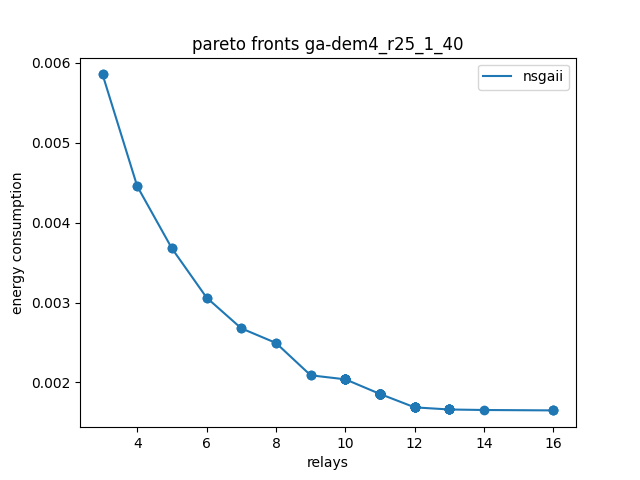 pareto fronts ga-dem4_r25_1_40
nsgaii
0.006
0.005
0.004
0.003
0.002
energy consumption
4 6 8 10 12 14 16
relays